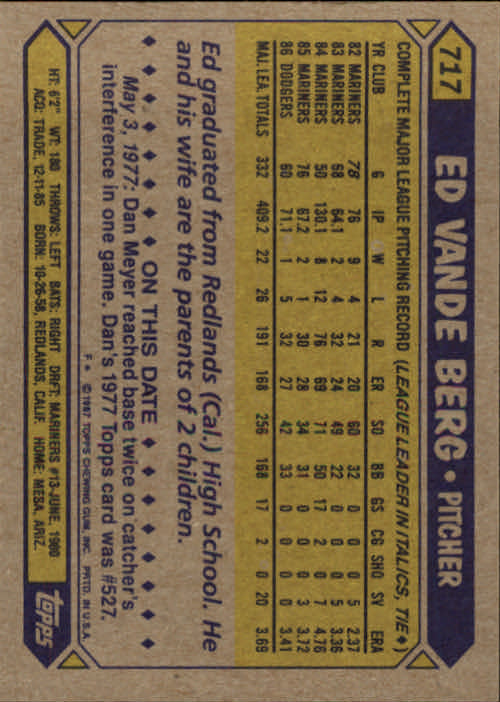 717 ED VANDE BERG • PITCHER
COMPLETE MAJOR LEAGUE PITCHING RECORD (LEAGUE LEADER IN ITALICS, TIE♦)
YR CLUB G IP W L R ER SO BB GS CG SHO SV ERA
82 MARINERS 78 76 9 4 21 20 60 32 0 0 0 5 2.37
83 MARINERS 68 64.1 2 4 32 24 49 22 0 0 0 5 3.36
84 MARINERS 50 130.1 8 12 76 69 71 50 17 2 0 7 4.76
85 MARINERS 76 67.2 2 1 30 28 34 31 0 0 0 3 3.72
86 DODGERS 60 71.1 1 5 32 27 42 33 0 0 0 0 3.41
MAJ. LEA. TOTALS 332 409.2 22 26 191 168 256 168 17 2 0 20 3.69
Ed graduated from Redlands (Cal.) High School. He
and his wife are the parents of 2 children.
♦ ♦ ♦ ♦ ♦ ♦ ♦ ♦ ♦ ON THIS DATE ♦ ♦ ♦ ♦ ♦ ♦ ♦ ♦ ♦
May 3, 1977: Dan Meyer reached base twice on catcher's
interference in one game. Dan's 1977 Topps card was #527.
F* ©1987 TOPPS CHEWING GUM, INC. PRTD. IN U.S.A.
HT: 6'2" WT: 180 THROWS: LEFT BATS: RIGHT DRFT: MARINERS #13-JUNE, 1980
ACQ: TRADE, 12-11-85 BORN: 10-26-58, REDLANDS, CALIF. HOME: MESA, ARIZ.
TOPPS